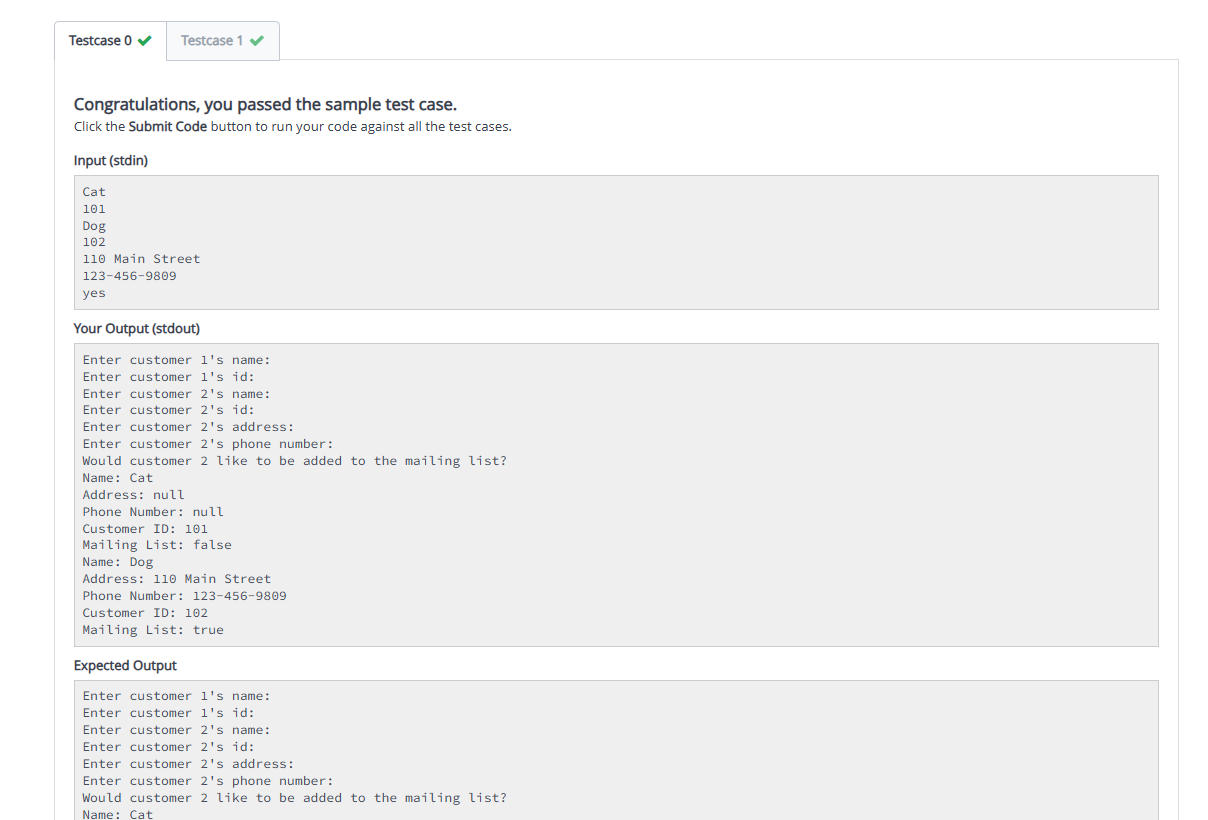 Testcase 0
Testcase 1
Congratulations, you passed the sample test case.
Click the Submit Code button to run your code against all the test cases.
Input (stdin)
Cat
101
Dog
102
110 Main Street
123-456-9809
yes
Your Output (stdout)
Enter customer 1's name:
Enter customer 1's id:
Enter customer 2's name:
Enter customer 2's id:
Enter customer 2's address:
Enter customer 2's phone number:
Would customer 2 like to be added to the mailing list?
Name: Cat
Address: null
Phone Number: null
Customer ID: 101
Mailing List: false
Name: Dog
Address: 110 Main Street
Phone Number: 123-456-9809
Customer ID: 102
Mailing List: true
Expected Output
Enter customer 1's name:
Enter customer 1's id:
Enter customer 2's name:
Enter customer 2's id:
Enter customer 2's address:
Enter customer 2's phone number:
Would customer 2 like to be added to the mailing list?
Name: Cat